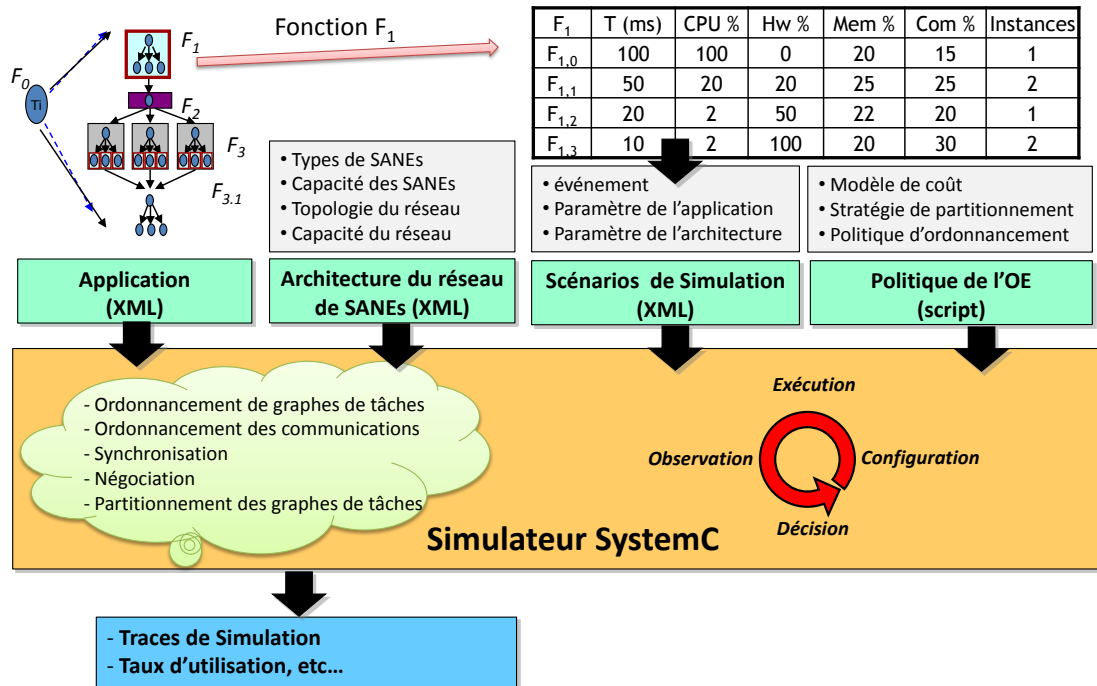 F0
Ti
F1
F2
F3
F3.1
Fonction F1
F1 T (ms) CPU % Hw % Mem % Com % Instances
F1,0 100 100 0 20 15 1
F1,1 50 20 20 25 25 2
F1,2 20 2 50 22 20 1
F1,3 10 2 100 20 30 2
• Types de SANEs
• Capacité des SANEs
• Topologie du réseau
• Capacité du réseau
• événement
• Paramètre de l'application
• Paramètre de l'architecture
• Modèle de coût
• Stratégie de partitionnement
• Politique d'ordonnancement
Application
(XML)
Architecture du réseau
de SANEs (XML)
Scénarios de Simulation
(XML)
Politique de l'OE
(script)
- Ordonnancement de graphes de tâches
- Ordonnancement des communications
- Synchronisation
- Négociation
- Partitionnement des graphes de tâches
Exécution
Observation
Configuration
Décision
Simulateur SystemC
- Traces de Simulation
- Taux d'utilisation, etc...